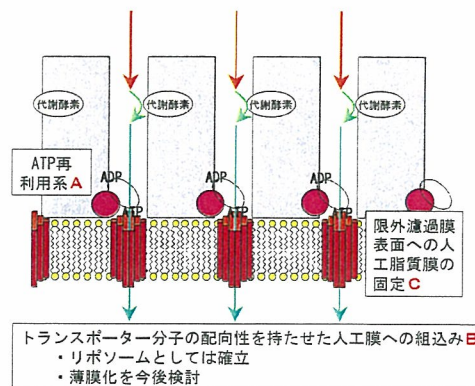 代謝酵素 代謝酵素 代謝酵素 代謝酵素
ATP再
利用系A
ADP ADP ADP
ATP ATP ATP
限外濾過膜
表面への人
工脂質膜の
固定C
トランスポーター分子の配向性を持たせた人工膜への組込みB
・リポソームとしては確立
・薄膜化を今後検討